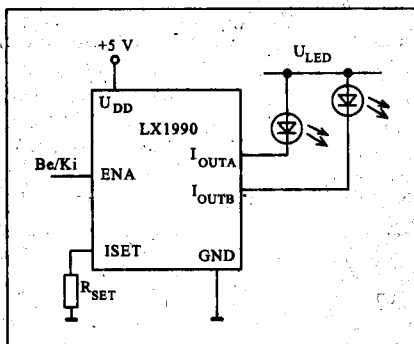 +5 V
U_LED
U_DD
LX1990
I_OUTA
Be/Ki
ENA
I_OUTB
ISET
GND
R_SET